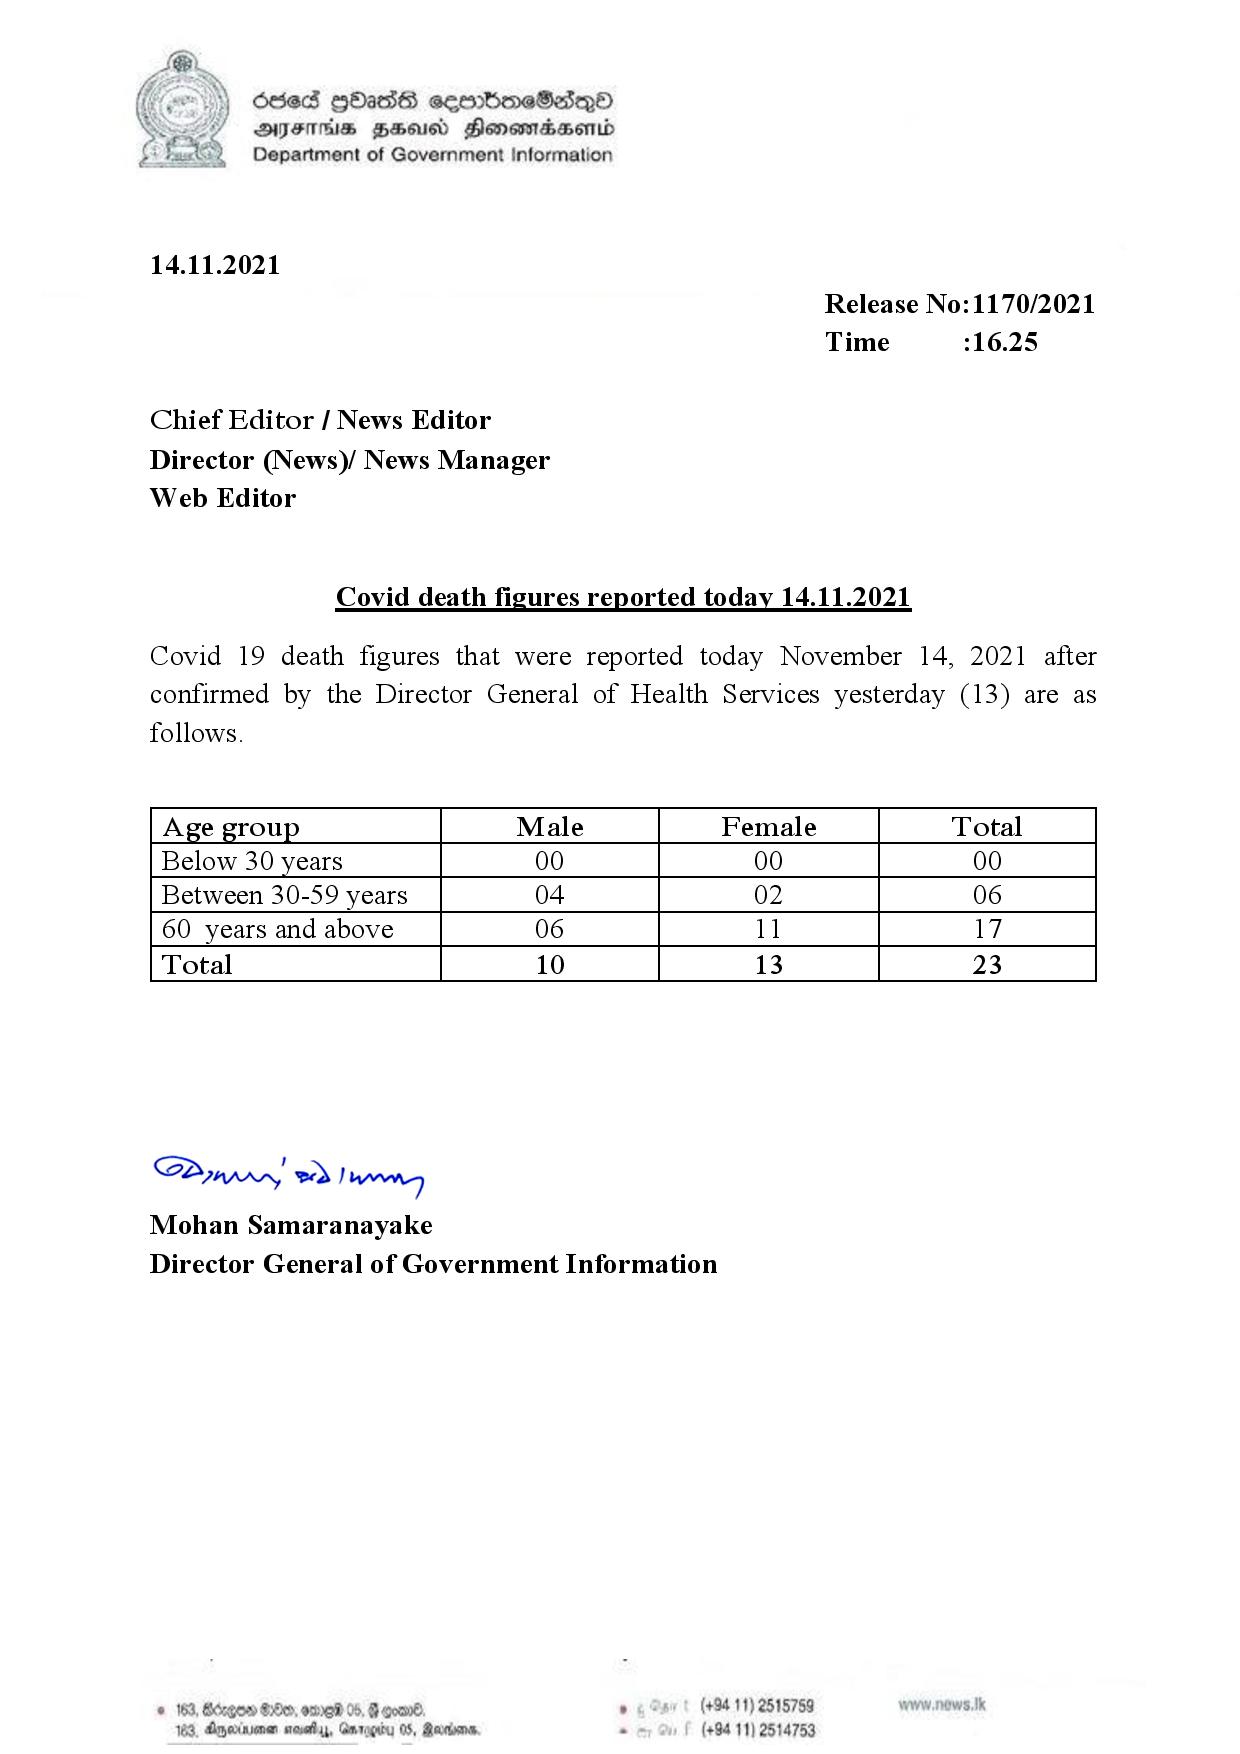 රජයේ ප්‍රවෘත්ති දෙපාර්තමේන්තුව
அரசாங்க தகவல் திணைக்களம்
Department of Government Information
14.11.2021
Release No:1170/2021
Time :16.25
Chief Editor / News Editor
Director (News)/ News Manager
Web Editor
Covid death figures reported today 14.11.2021
Covid 19 death figures that were reported today November 14, 2021 after
confirmed by the Director General of Health Services yesterday (13) are as
follows.
Age group Male Female Total
Below 30 years 00 00 00
Between 30-59 years 04 02 06
60 years and above 06 11 17
Total 10 13 23
Mohan Samaranayake
Director General of Government Information
163, කිරුලපන මාවත, කොළඹ 05, ශ්‍රී ලංකාව.
163, கிருலப்பனை எவனியூ, கொழும்பு 05, இலங்கை.
(+94 11) 2515759
(+94 11) 2514753
www.news.lk